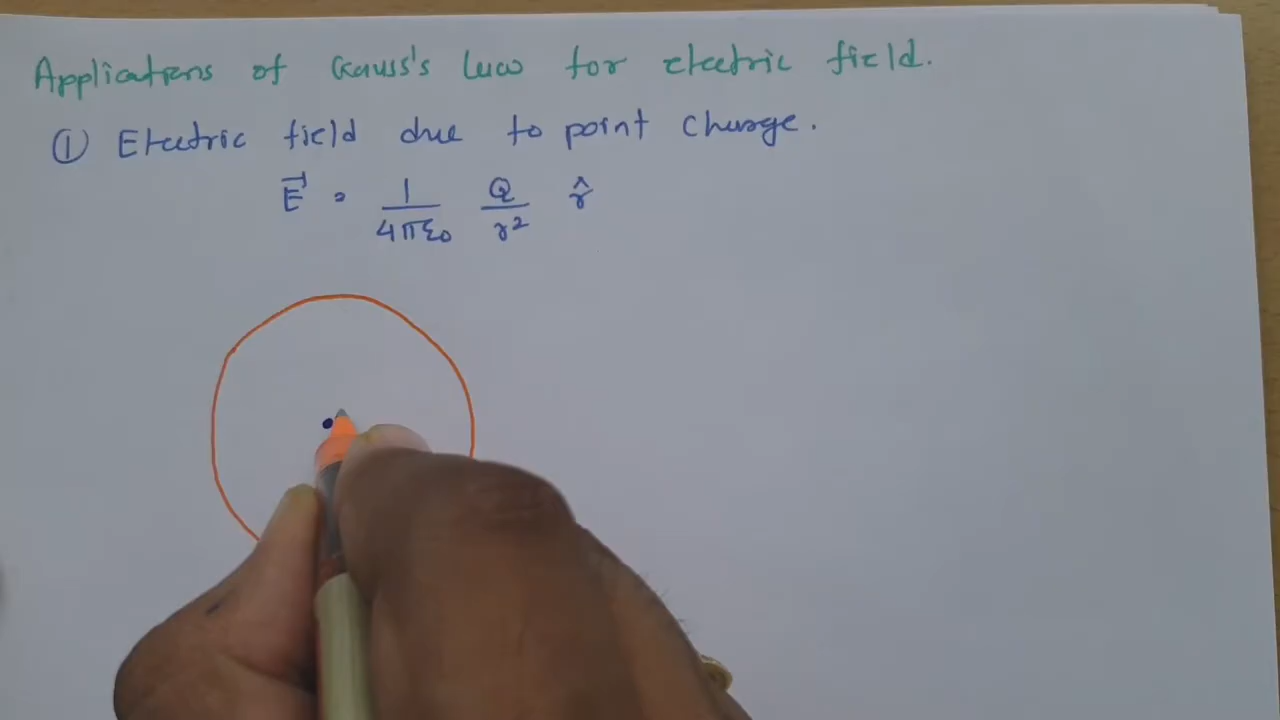 Applications of Gauss's Law for electric field.
① Electric field due to point charge.
E⃗ = 1/4πε₀ Q/r² r̂